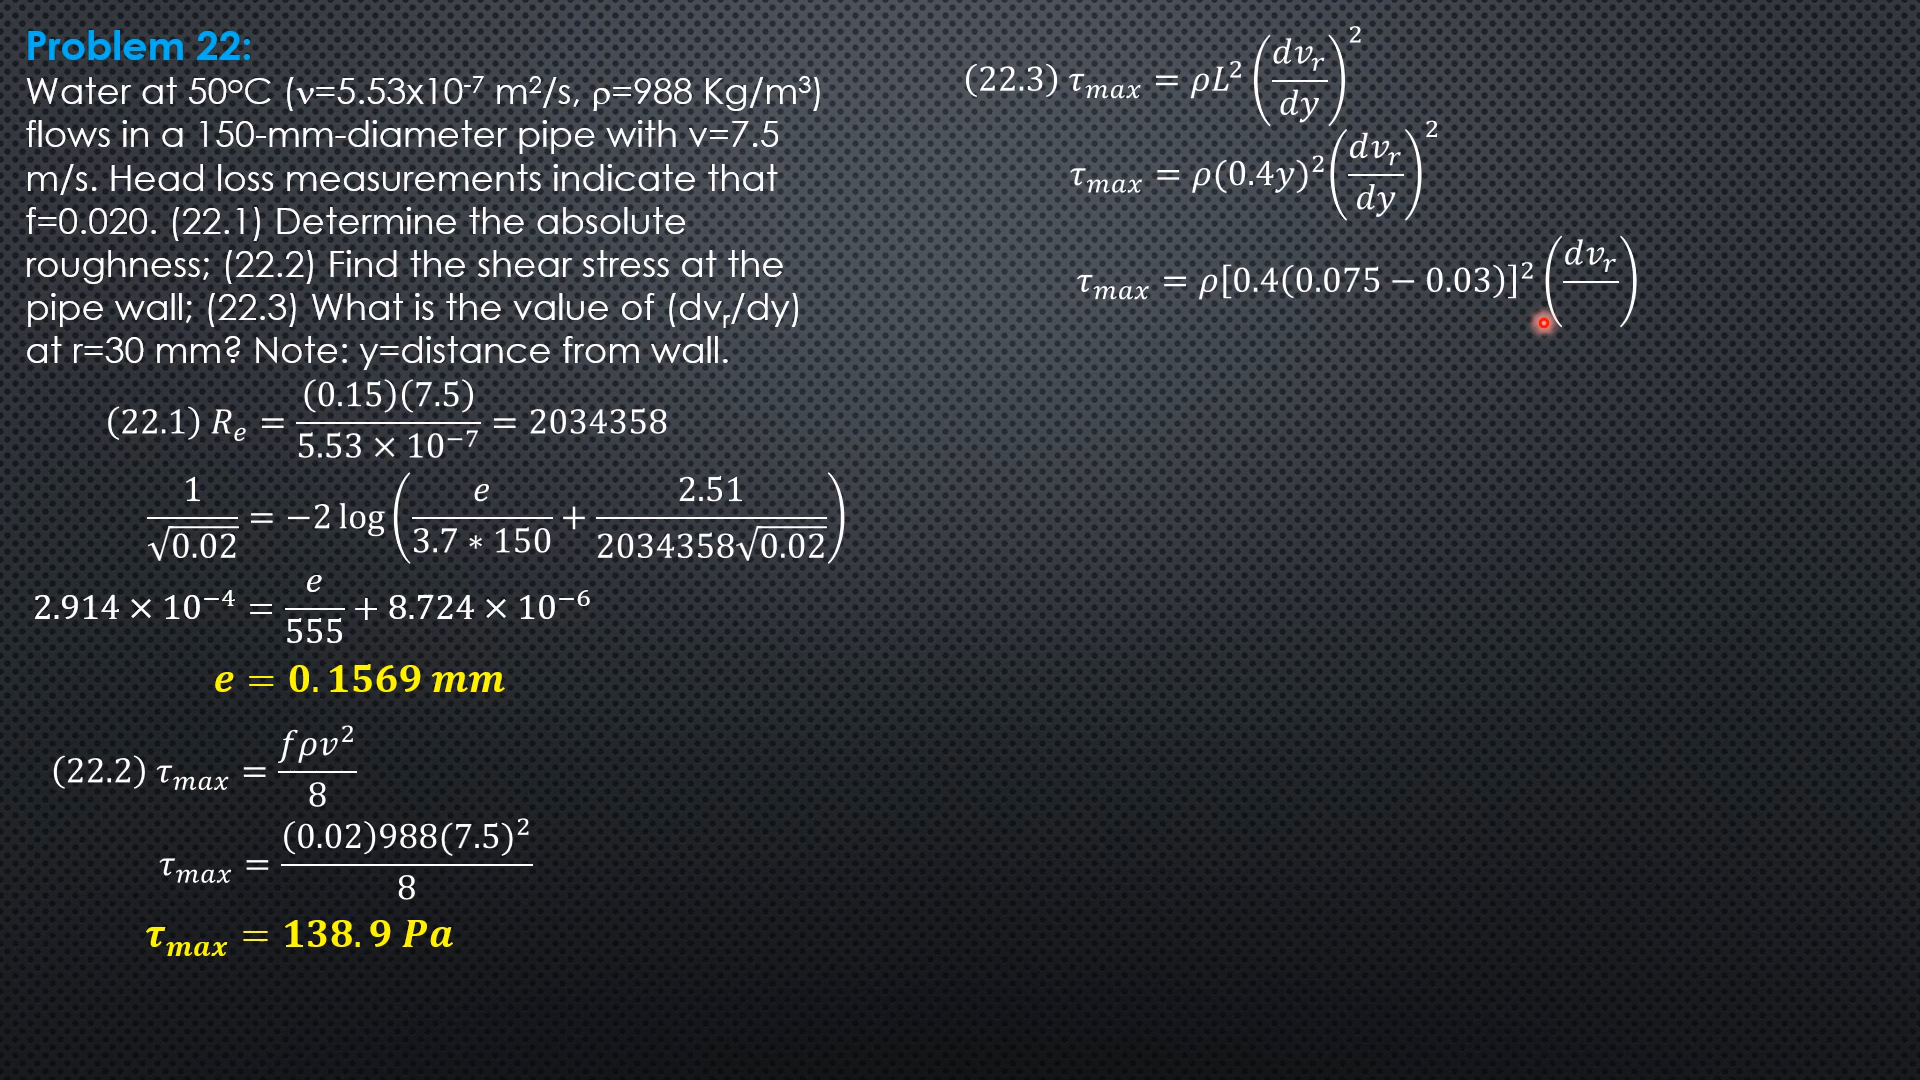 Problem 22:
Water at 50°C (ν=5.53x10⁻⁷ m²/s, ρ=988 Kg/m³)
flows in a 150-mm-diameter pipe with v=7.5
m/s. Head loss measurements indicate that
f=0.020. (22.1) Determine the absolute
roughness; (22.2) Find the shear stress at the
pipe wall; (22.3) What is the value of (dvᵣ/dy)
at r=30 mm? Note: y=distance from wall.
(22.1) R_e = (0.15)(7.5) / 5.53 × 10⁻⁷ = 2034358
1/√0.02 = −2 log(e / 3.7 * 150 + 2.51 / 2034358√0.02)
2.914 × 10⁻⁴ = e/555 + 8.724 × 10⁻⁶
e = 0.1569 mm
(22.2) τ_max = fρv² / 8
τ_max = (0.02)988(7.5)² / 8
τ_max = 138.9 Pa
(22.3) τ_max = ρL² (dvᵣ/dy)²
τ_max = ρ(0.4y)² (dvᵣ/dy)²
τ_max = ρ[0.4(0.075 − 0.03)]² (dvᵣ/ )